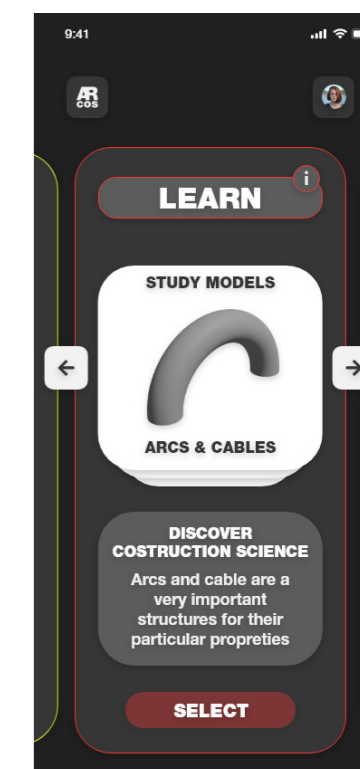 9:41
AR
COS
LEARN
i
STUDY MODELS
ARCS & CABLES
DISCOVER
COSTRUCTION SCIENCE
Arcs and cable are a
very important
structures for their
particular propreties
SELECT